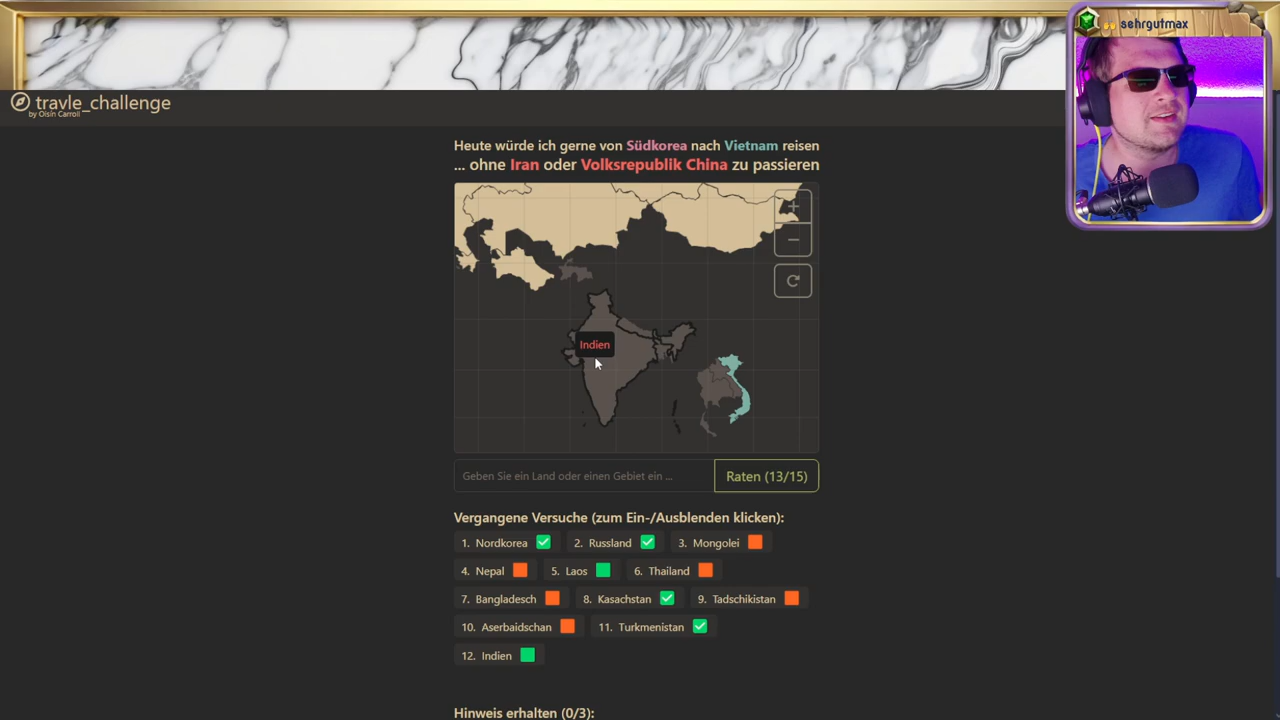 sehrgutmax
travle_challenge
by Oisín Carroll
Heute würde ich gerne von Südkorea nach Vietnam reisen
... ohne Iran oder Volksrepublik China zu passieren
Indien
Geben Sie ein Land oder einen Gebiet ein ...
Raten (13/15)
Vergangene Versuche (zum Ein-/Ausblenden klicken):
1. Nordkorea
2. Russland
3. Mongolei
4. Nepal
5. Laos
6. Thailand
7. Bangladesch
8. Kasachstan
9. Tadschikistan
10. Aserbaidschan
11. Turkmenistan
12. Indien
Hinweis erhalten (0/3):